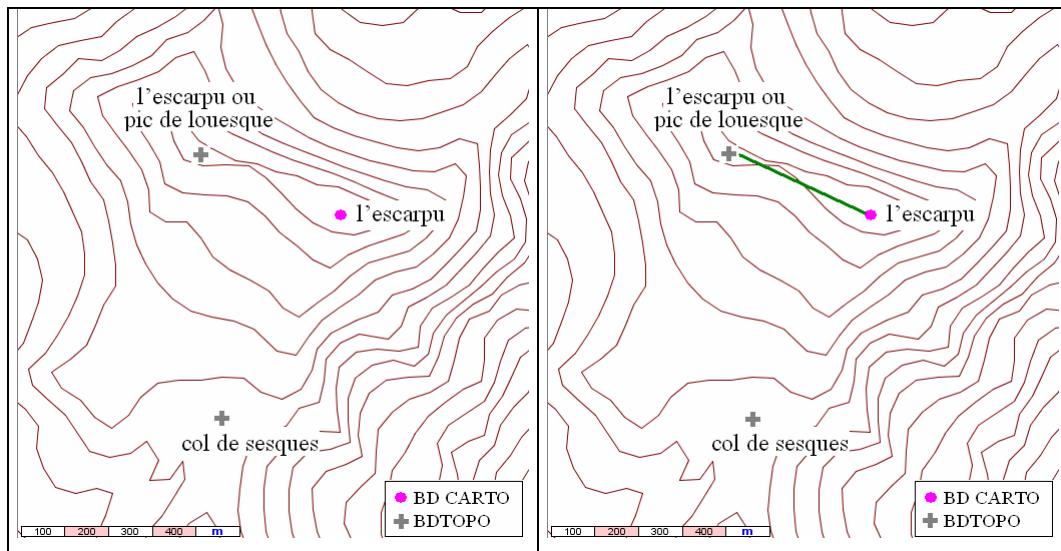 l'escarpu ou
pic de louesque
l'escarpu
col de sesques
BD CARTO
BDTOPO
100 200 300 400 m
l'escarpu ou
pic de louesque
l'escarpu
col de sesques
BD CARTO
BDTOPO
100 200 300 400 m